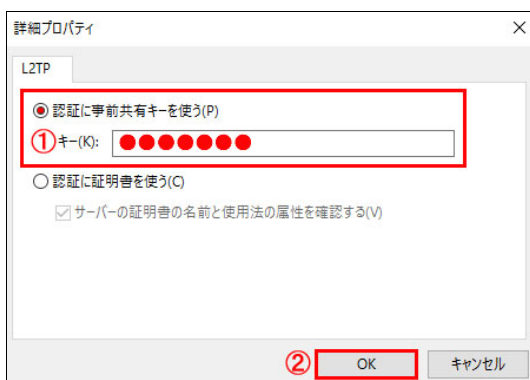 詳細プロパティ
L2TP
認証に事前共有キーを使う(P)
①キー(K): ●●●●●●●
認証に証明書を使う(C)
サーバーの証明書の名前と使用法の属性を確認する(V)
② OK キャンセル